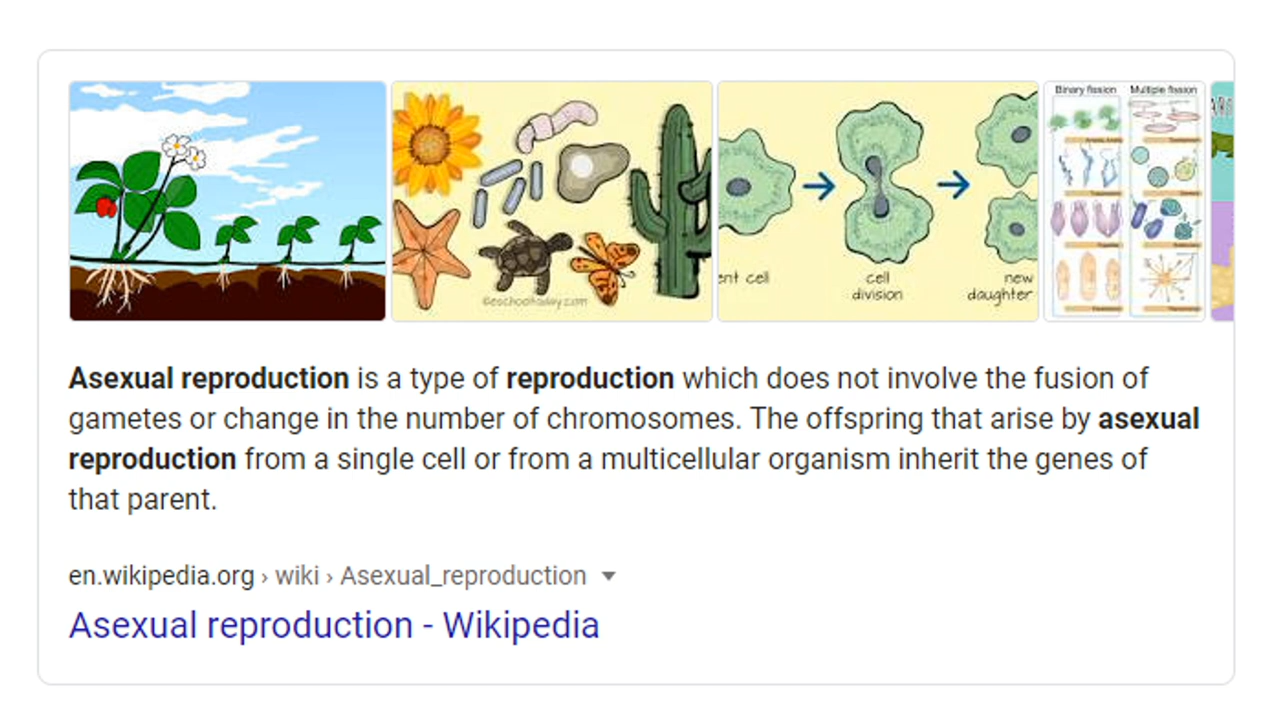 Binary fission Multiple fission
©eschooltoday.com
ent cell
cell
division
new
daughter
Asexual reproduction is a type of reproduction which does not involve the fusion of
gametes or change in the number of chromosomes. The offspring that arise by asexual
reproduction from a single cell or from a multicellular organism inherit the genes of
that parent.
en.wikipedia.org › wiki › Asexual_reproduction
Asexual reproduction - Wikipedia